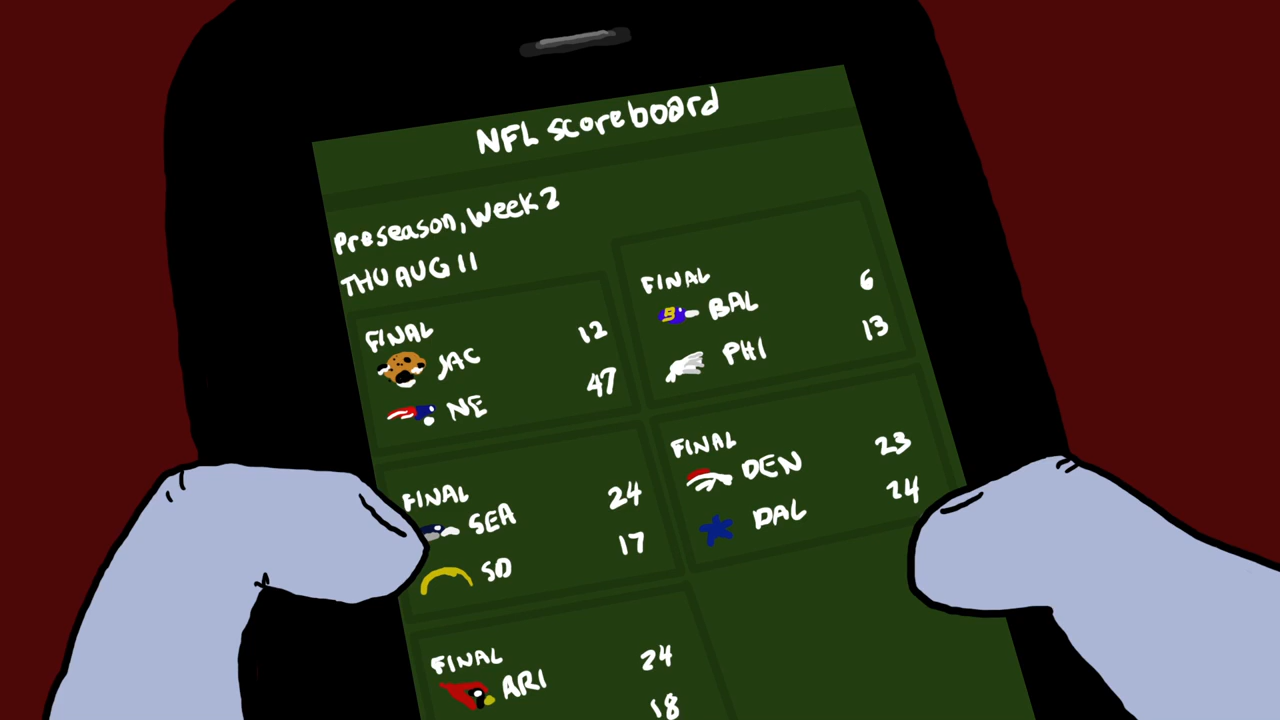 NFL scoreboard
Preseason, Week 2
THU AUG 11
FINAL
JAC 12
NE 47
FINAL
B BAL 6
PHI 13
FINAL
SEA 24
SD 17
FINAL
DEN 23
DAL 24
FINAL
ARI 24
18